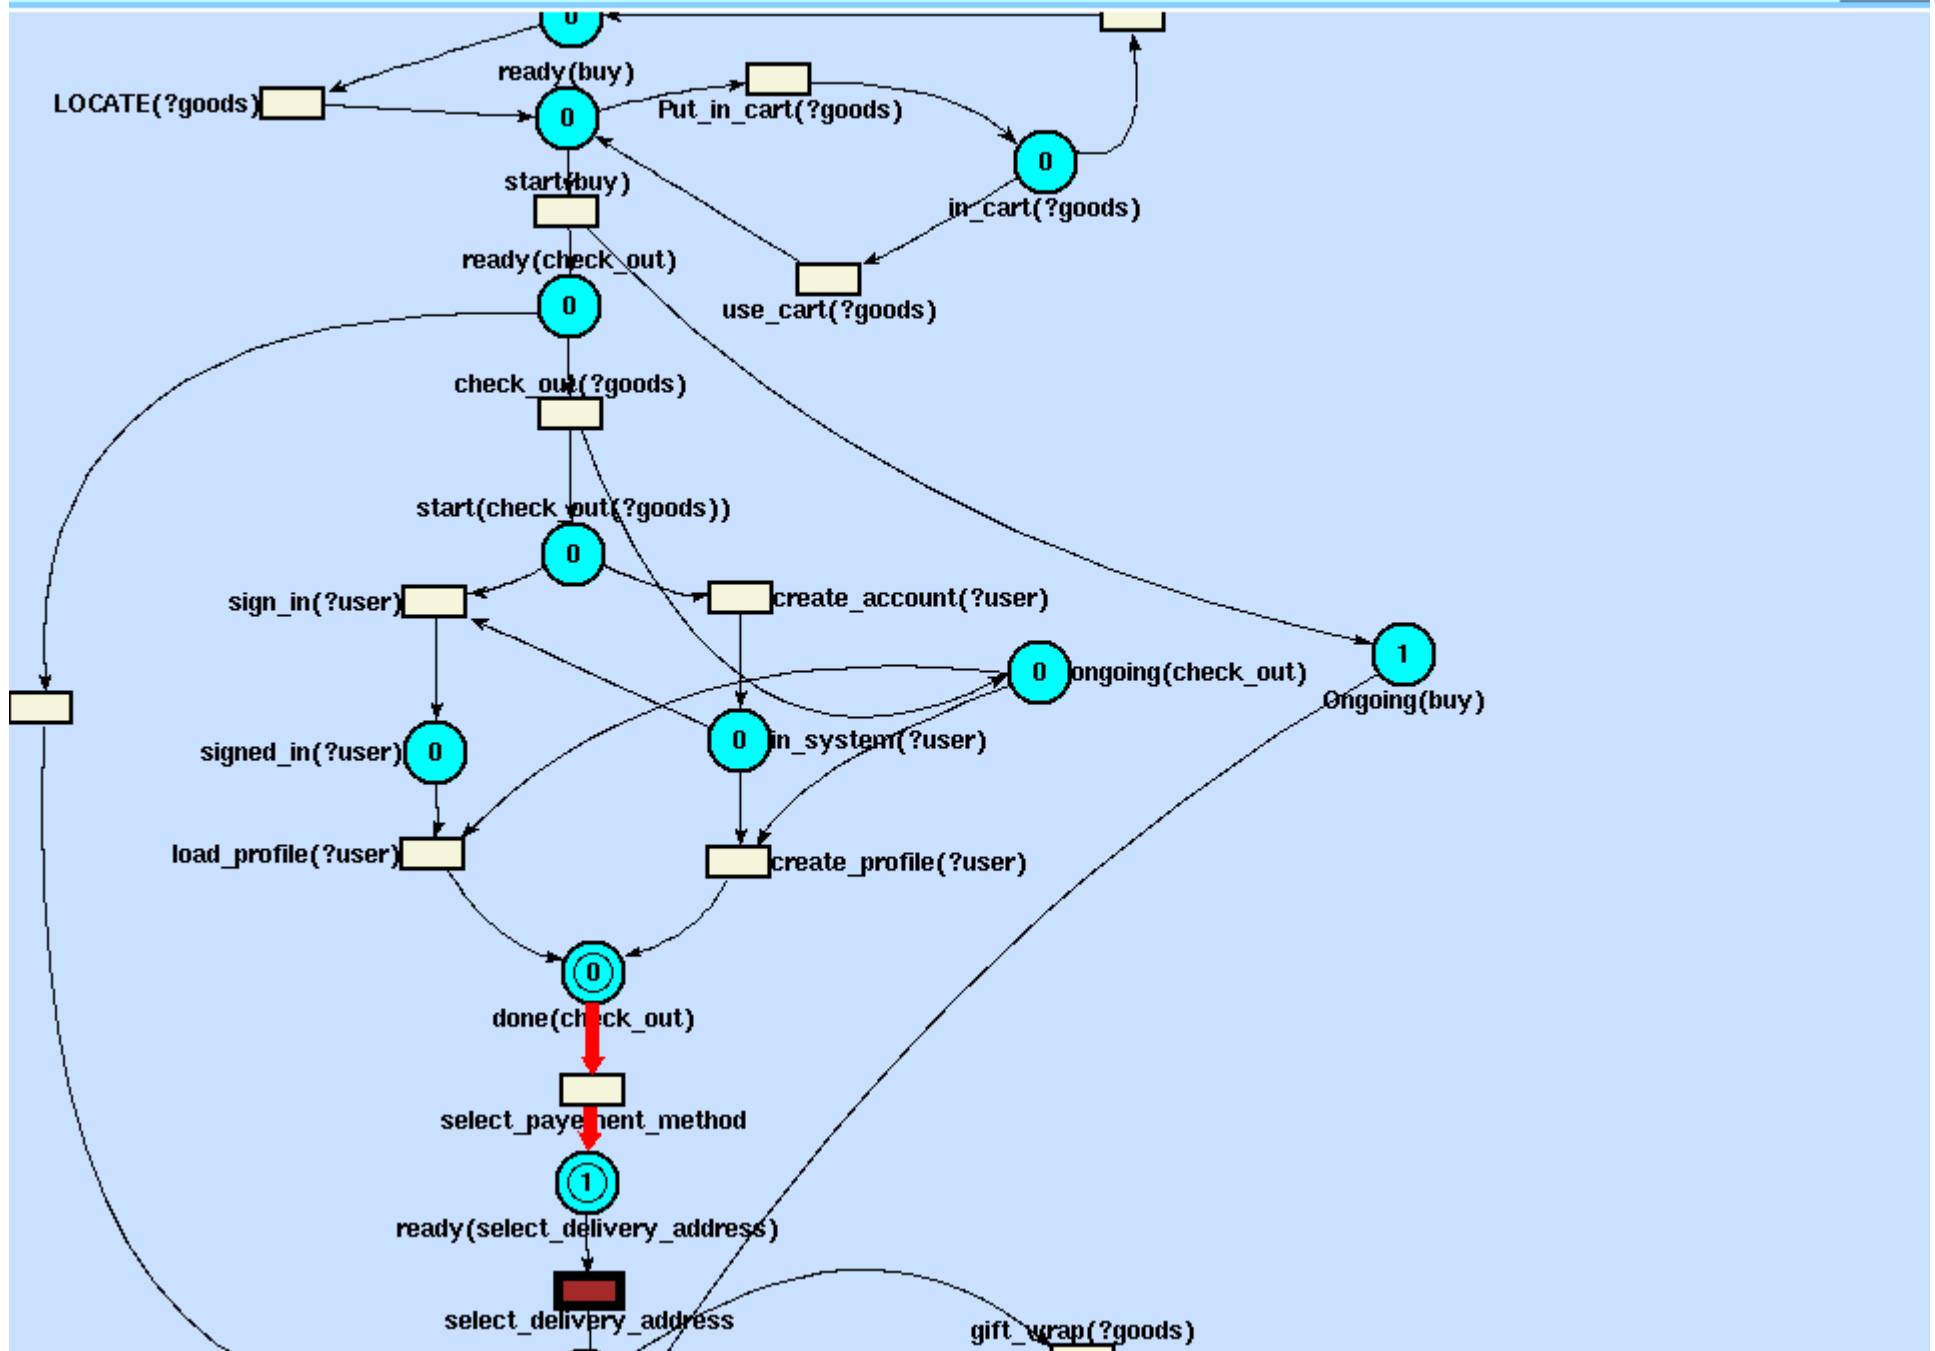 0
ready(buy)
LOCATE(?goods)
0
Put_in_cart(?goods)
0
start(buy)
in_cart(?goods)
ready(check_out)
0
use_cart(?goods)
check_out(?goods)
start(check_out(?goods))
0
sign_in(?user)
create_account(?user)
0
ongoing(check_out)
1
Ongoing(buy)
signed_in(?user)
0
0
in_system(?user)
load_profile(?user)
create_profile(?user)
0
done(check_out)
select_payement_method
1
ready(select_delivery_address)
select_delivery_address
gift_wrap(?goods)